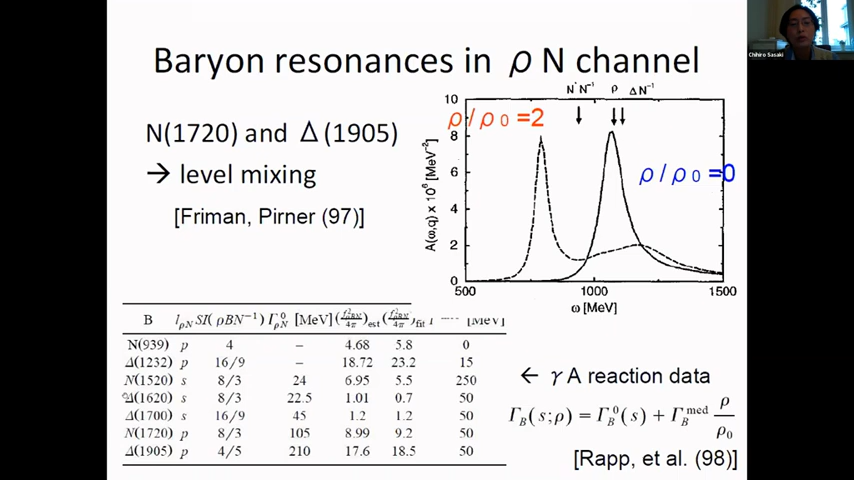 Baryon resonances in ρ N channel
Chihiro Sasaki
N(1720) and Δ(1905)
→ level mixing
[Friman, Pirner (97)]
N*N⁻¹ ρ ΔN⁻¹
ρ/ρ₀=2
ρ/ρ₀=0
A(ω,q) x 10⁶ [MeV⁻²]
10
8
6
4
2
0
500 1000 1500
ω [MeV]
B l_ρN SI(ρBN⁻¹) Γ⁰_ρN [MeV] (f²_ρBN/4π)_est (f²_ρBN/4π)_fit [MeV]
N(939) p 4 – 4.68 5.8 0
Δ(1232) p 16/9 – 18.72 23.2 15
N(1520) s 8/3 24 6.95 5.5 250
Δ(1620) s 8/3 22.5 1.01 0.7 50
Δ(1700) s 16/9 45 1.2 1.2 50
N(1720) p 8/3 105 8.99 9.2 50
Δ(1905) p 4/5 210 17.6 18.5 50
← γ A reaction data
Γ_B(s;ρ) = Γ_B⁰(s) + Γ_B^med ρ/ρ₀
[Rapp, et al. (98)]